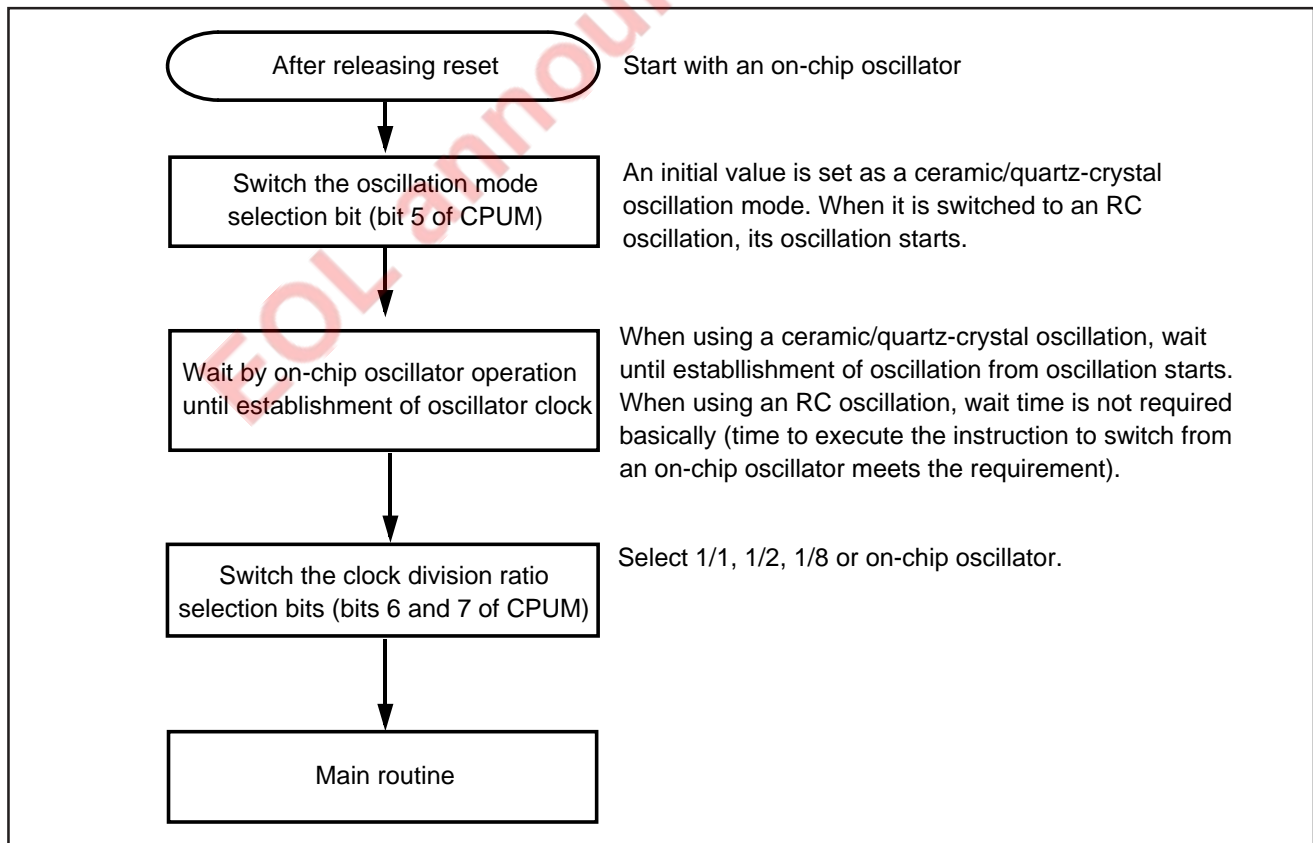 After releasing reset
Start with an on-chip oscillator
Switch the oscillation mode
selection bit (bit 5 of CPUM)
An initial value is set as a ceramic/quartz-crystal
oscillation mode. When it is switched to an RC
oscillation, its oscillation starts.
Wait by on-chip oscillator operation
until establishment of oscillator clock
When using a ceramic/quartz-crystal oscillation, wait
until establlishment of oscillation from oscillation starts.
When using an RC oscillation, wait time is not required
basically (time to execute the instruction to switch from
an on-chip oscillator meets the requirement).
Switch the clock division ratio
selection bits (bits 6 and 7 of CPUM)
Select 1/1, 1/2, 1/8 or on-chip oscillator.
Main routine
EOL